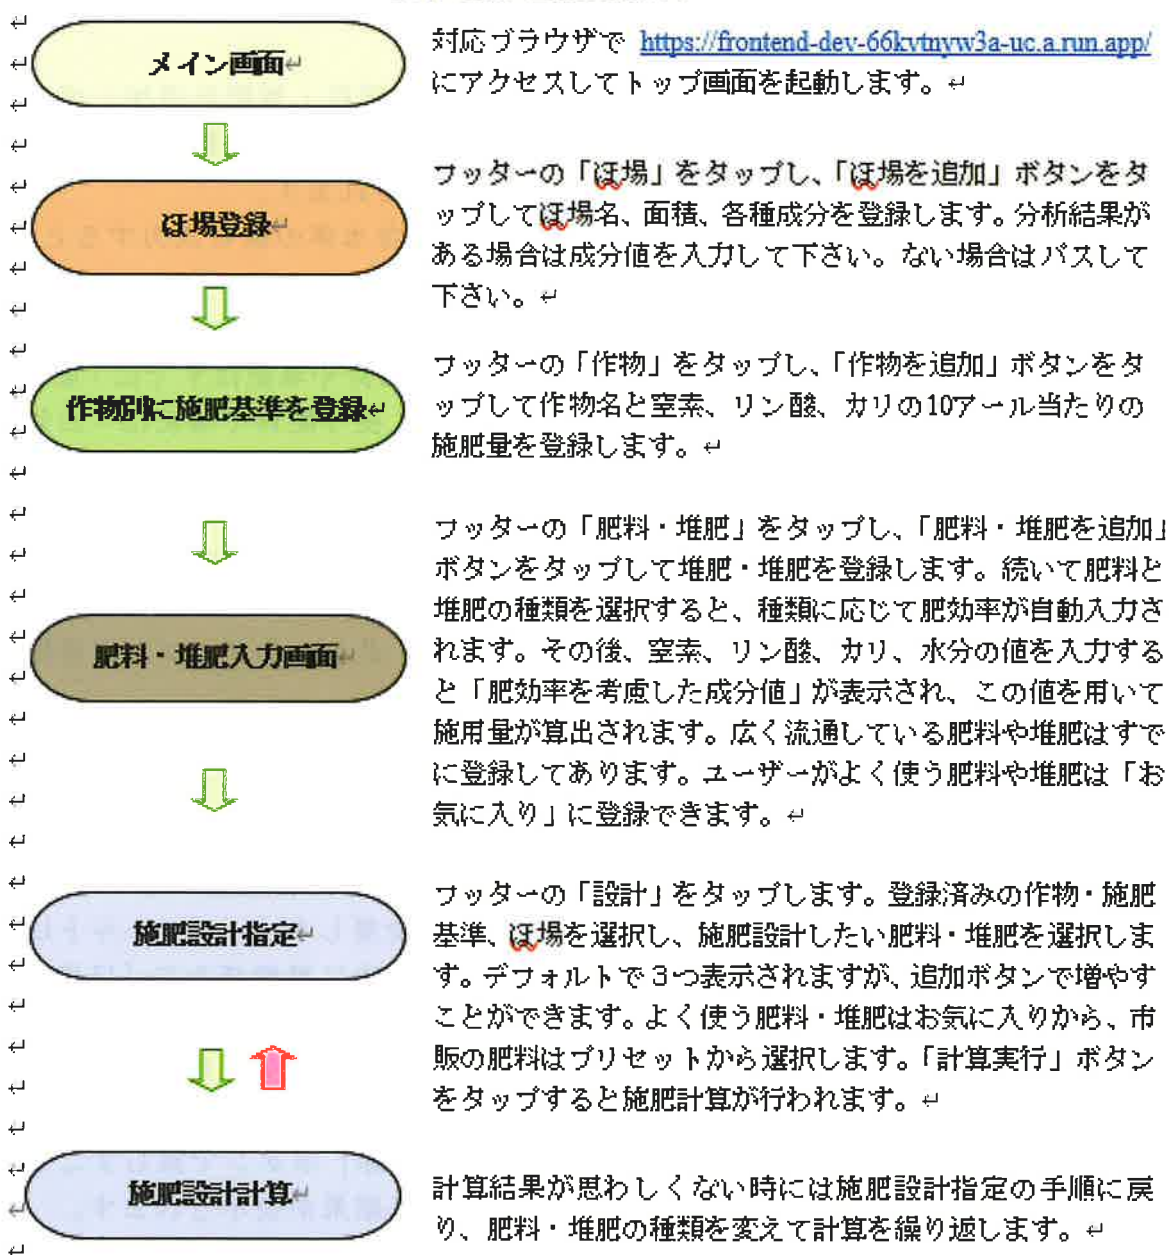 メイン画面
対応ブラウザで https://frontend-dev-66kvtnyw3a-uc.a.run.app/
にアクセスしてトップ画面を起動します。
ほ場登録
フッターの「ほ場」をタップし、「ほ場を追加」ボタンをタ
ップしてほ場名、面積、各種成分を登録します。分析結果が
ある場合は成分値を入力して下さい。ない場合はパスして
下さい。
作物別に施肥基準を登録
フッターの「作物」をタップし、「作物を追加」ボタンをタ
ップして作物名と窒素、リン酸、カリの10アール当たりの
施肥量を登録します。
肥料・堆肥入力画面
フッターの「肥料・堆肥」をタップし、「肥料・堆肥を追加」
ボタンをタップして堆肥・堆肥を登録します。続いて肥料と
堆肥の種類を選択すると、種類に応じて肥効率が自動入力さ
れます。その後、窒素、リン酸、カリ、水分の値を入力する
と「肥効率を考慮した成分値」が表示され、この値を用いて
施用量が算出されます。広く流通している肥料や堆肥はすで
に登録してあります。ユーザーがよく使う肥料や堆肥は「お
気に入り」に登録できます。
施肥設計指定
フッターの「設計」をタップします。登録済みの作物・施肥
基準、ほ場を選択し、施肥設計したい肥料・堆肥を選択しま
す。デフォルトで３つ表示されますが、追加ボタンで増やす
ことができます。よく使う肥料・堆肥はお気に入りから、市
販の肥料はプリセットから選択します。「計算実行」ボタン
をタップすると施肥計算が行われます。
施肥設計計算
計算結果が思わしくない時には施肥設計指定の手順に戻
り、肥料・堆肥の種類を変えて計算を繰り返します。